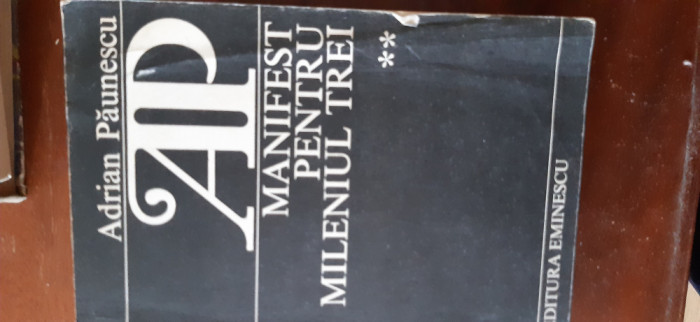 Adrian Păunescu
AP
MANIFEST
PENTRU
MILENIUL TREI
**
EDITURA EMINESCU